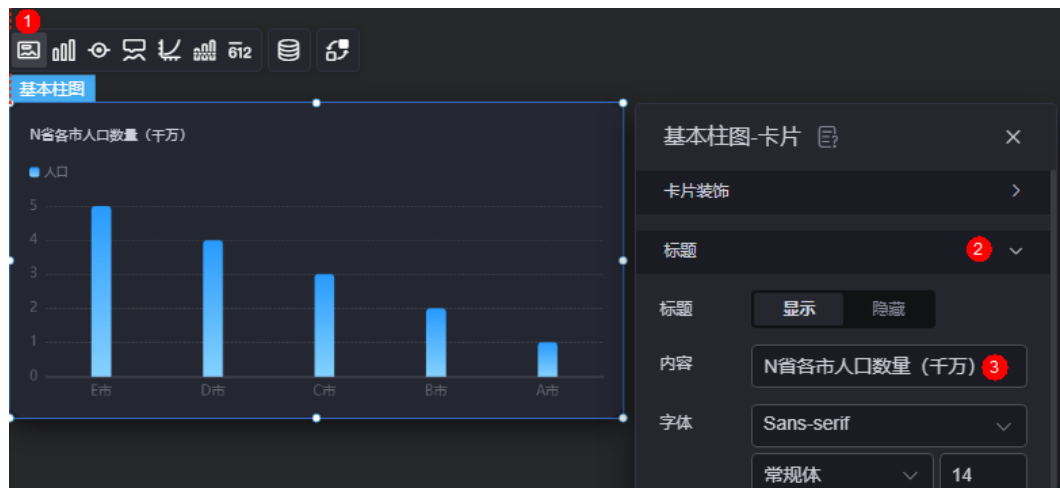 1
612
基本柱图
N省各市人口数量（千万）
人口
5
4
3
2
1
0
E市 D市 C市 B市 A市
基本柱图-卡片
卡片装饰
标题 2
标题 显示 隐藏
内容 N省各市人口数量（千万） 3
字体 Sans-serif
常规体 14